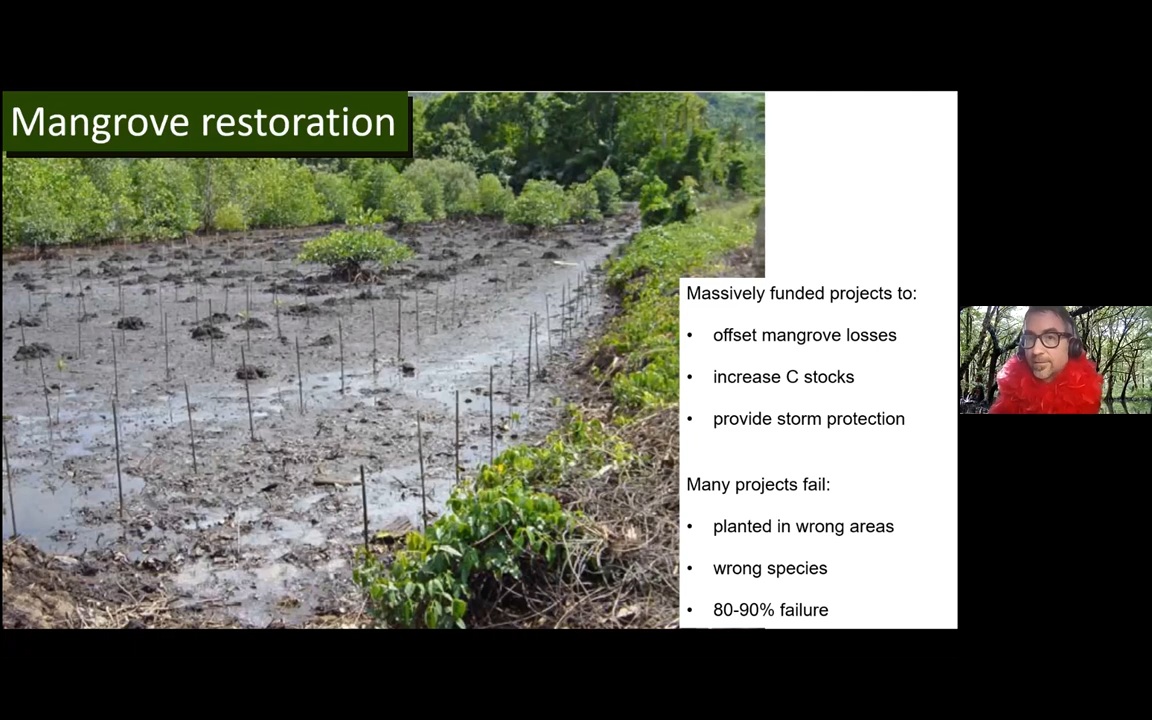 Mangrove restoration
Massively funded projects to:
• offset mangrove losses
• increase C stocks
• provide storm protection
Many projects fail:
• planted in wrong areas
• wrong species
• 80-90% failure